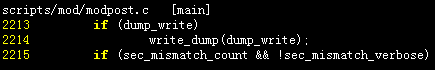 scripts/mod/modpost.c   [main]
2213        if (dump_write)
2214                write_dump(dump_write);
2215        if (sec_mismatch_count && !sec_mismatch_verbose)